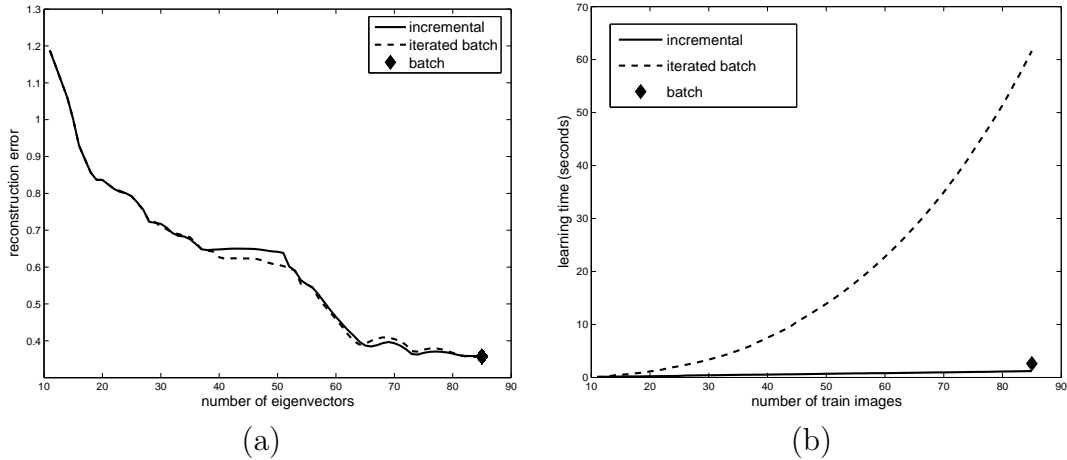 1.3
1.2
1.1
1
0.9
0.8
0.7
0.6
0.5
0.4
reconstruction error
10 20 30 40 50 60 70 80 90
number of eigenvectors
incremental
iterated batch
batch
(a)
70
60
50
40
30
20
10
0
learning time (seconds)
10 20 30 40 50 60 70 80 90
number of train images
incremental
iterated batch
batch
(b)